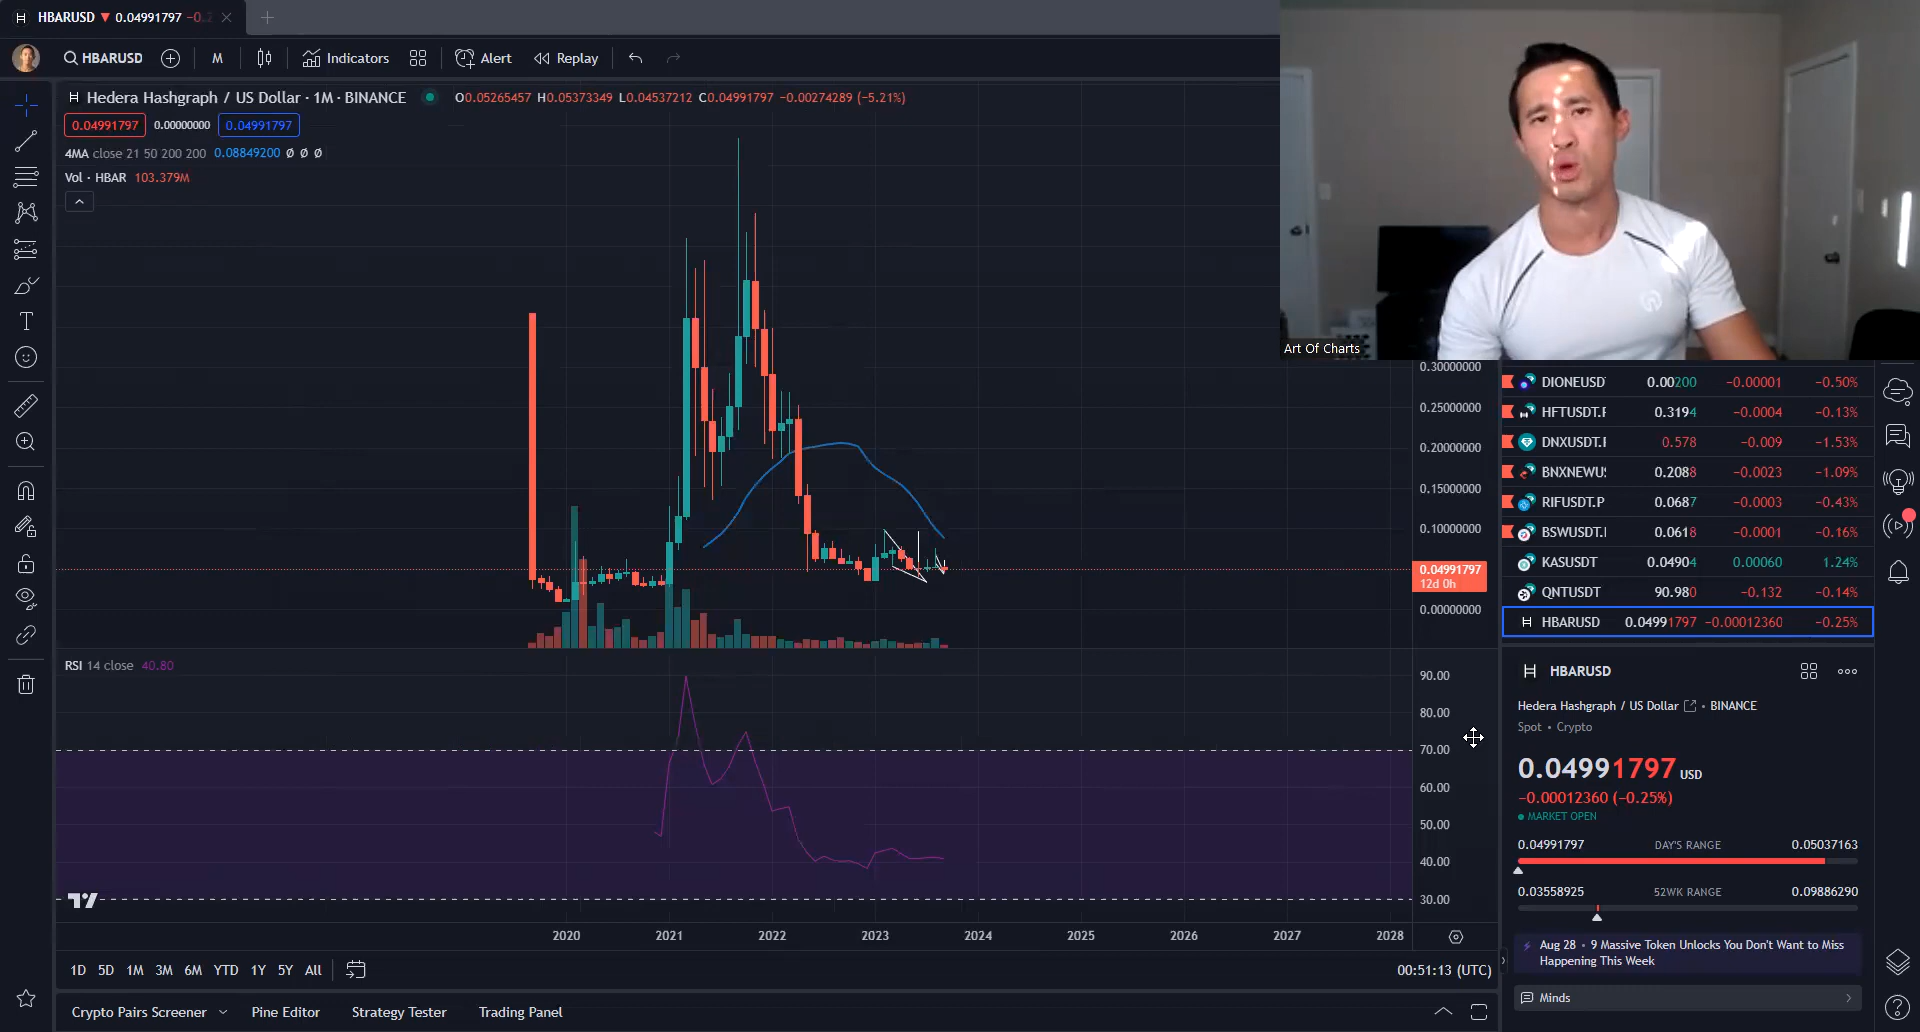 HBARUSD ▼ 0.04991797 −0.2
HBARUSD M Indicators Alert Replay
Hedera Hashgraph / US Dollar · 1M · BINANCE O0.05265457 H0.05373349 L0.04537212 C0.04991797 −0.00274289 (−5.21%)
0.04991797 0.00000000 0.04991797
4MA close 21 50 200 200 0.08849200 Ø Ø Ø
Vol · HBAR 103.379M
Art Of Charts
0.30000000
0.25000000
0.20000000
0.15000000
0.10000000
0.04991797
12d 0h
0.00000000
RSI 14 close 40.80
90.00
80.00
70.00
60.00
50.00
40.00
30.00
2020 2021 2022 2023 2024 2025 2026 2027 2028
1D 5D 1M 3M 6M YTD 1Y 5Y All 00:51:13 (UTC)
Crypto Pairs Screener Pine Editor Strategy Tester Trading Panel
DIONEUSD 0.00200 −0.00001 −0.50%
HFTUSDT.F 0.3194 −0.0004 −0.13%
DNXUSDT.I 0.578 −0.009 −1.53%
BNXNEWU 0.2088 −0.0023 −1.09%
RIFUSDT.P 0.0687 −0.0003 −0.43%
BSWUSDT.I 0.0618 −0.0001 −0.16%
KASUSDT 0.04904 0.00060 1.24%
QNTUSDT 90.980 −0.132 −0.14%
H HBARUSD 0.04991797 −0.00012360 −0.25%
HBARUSD
Hedera Hashgraph / US Dollar • BINANCE
Spot • Crypto
0.04991797 USD
−0.00012360 (−0.25%)
MARKET OPEN
0.04991797 DAY'S RANGE 0.05037163
0.03558925 52WK RANGE 0.09886290
Aug 28 • 9 Massive Token Unlocks You Don't Want to Miss
Happening This Week
Minds